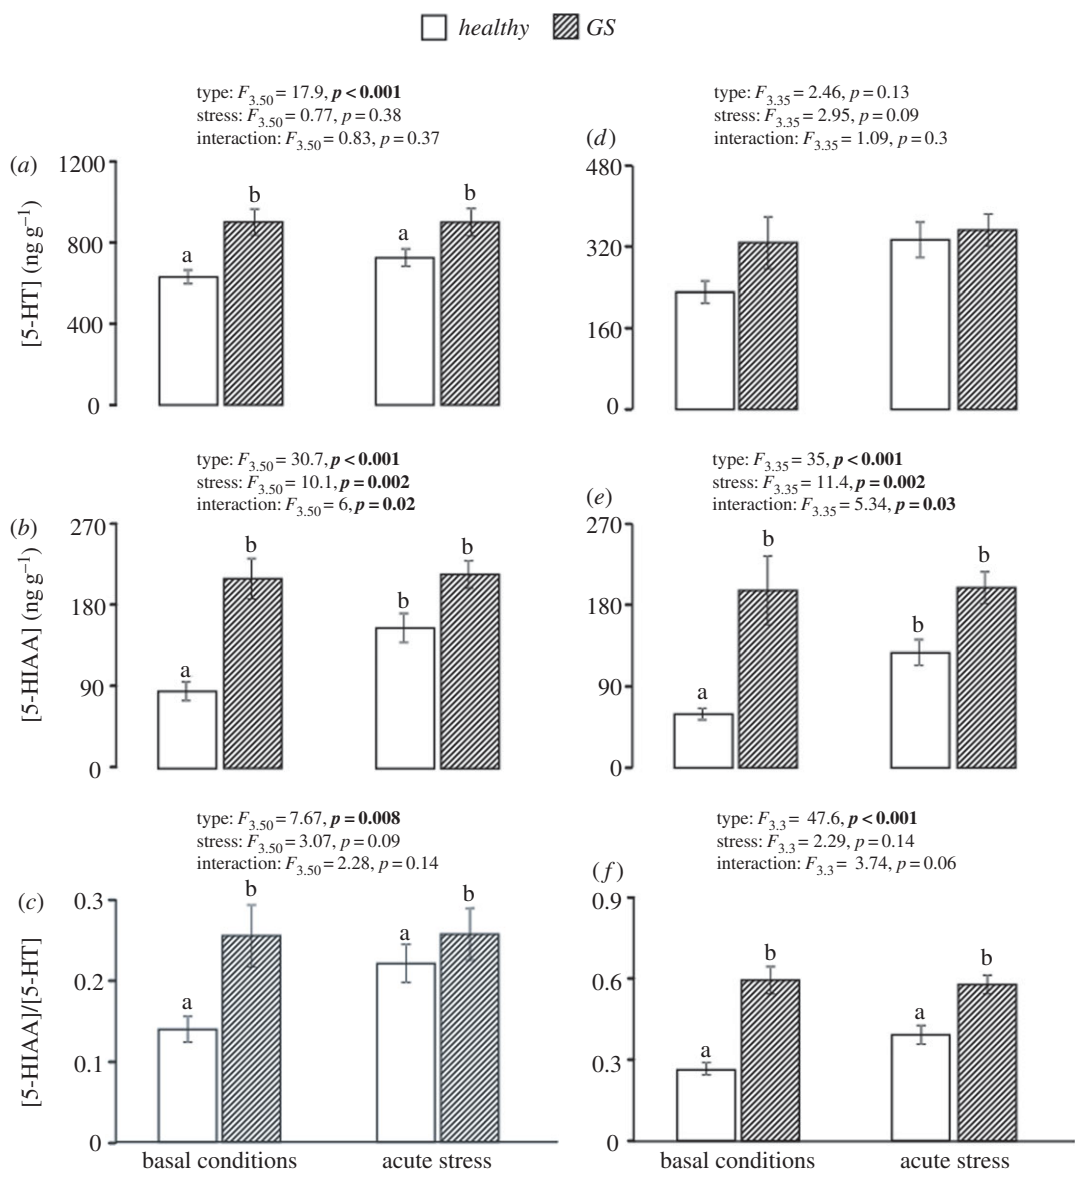 healthy GS
type: F3.50 = 17.9, p < 0.001
stress: F3.50 = 0.77, p = 0.38
interaction: F3.50 = 0.83, p = 0.37
(a)
[5-HT] (ng g–1)
1200
800
400
0
a b a b
type: F3.35 = 2.46, p = 0.13
stress: F3.35 = 2.95, p = 0.09
interaction: F3.35 = 1.09, p = 0.3
(d)
480
320
160
0
type: F3.50 = 30.7, p < 0.001
stress: F3.50 = 10.1, p = 0.002
interaction: F3.50 = 6, p = 0.02
(b)
[5-HIAA] (ng g–1)
270
180
90
0
a b b b
type: F3.35 = 35, p < 0.001
stress: F3.35 = 11.4, p = 0.002
interaction: F3.35 = 5.34, p = 0.03
(e)
270
180
90
0
a b b b
type: F3.50 = 7.67, p = 0.008
stress: F3.50 = 3.07, p = 0.09
interaction: F3.50 = 2.28, p = 0.14
(c)
[5-HIAA]/[5-HT]
0.3
0.2
0.1
0
a b a b
basal conditions acute stress
type: F3.3 = 47.6, p < 0.001
stress: F3.3 = 2.29, p = 0.14
interaction: F3.3 = 3.74, p = 0.06
(f)
0.9
0.6
0.3
0
a b a b
basal conditions acute stress